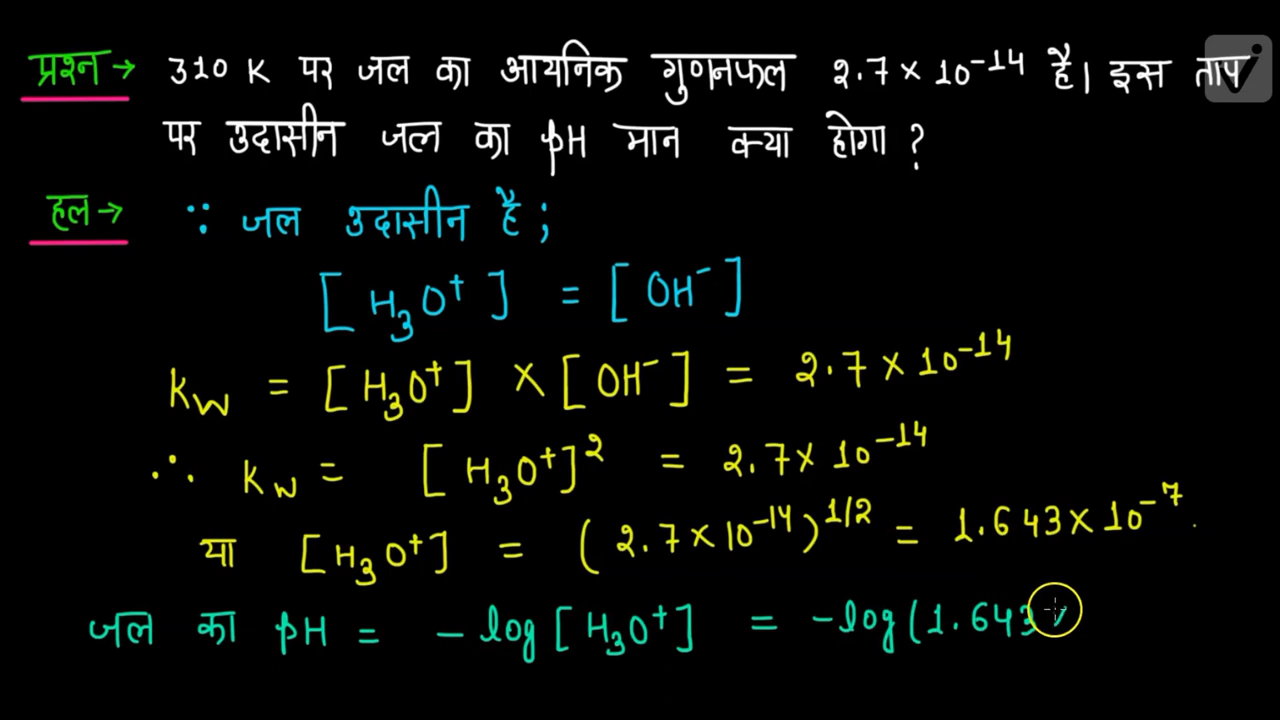 प्रश्न → 310 K पर जल का आयनिक गुणनफल 2.7 × 10⁻¹⁴ है। इस ताप
पर उदासीन जल का pH मान क्या होगा ?
हल → ∵ जल उदासीन है ;
[ H₃O⁺ ] = [ OH⁻ ]
Kw = [ H₃O⁺ ] × [ OH⁻ ] = 2.7 × 10⁻¹⁴
∴ Kw = [ H₃O⁺ ]² = 2.7 × 10⁻¹⁴
या [ H₃O⁺ ] = ( 2.7 × 10⁻¹⁴ )¹/² = 1.643 × 10⁻⁷ .
जल का pH = - log [ H₃O⁺ ] = - log ( 1.643